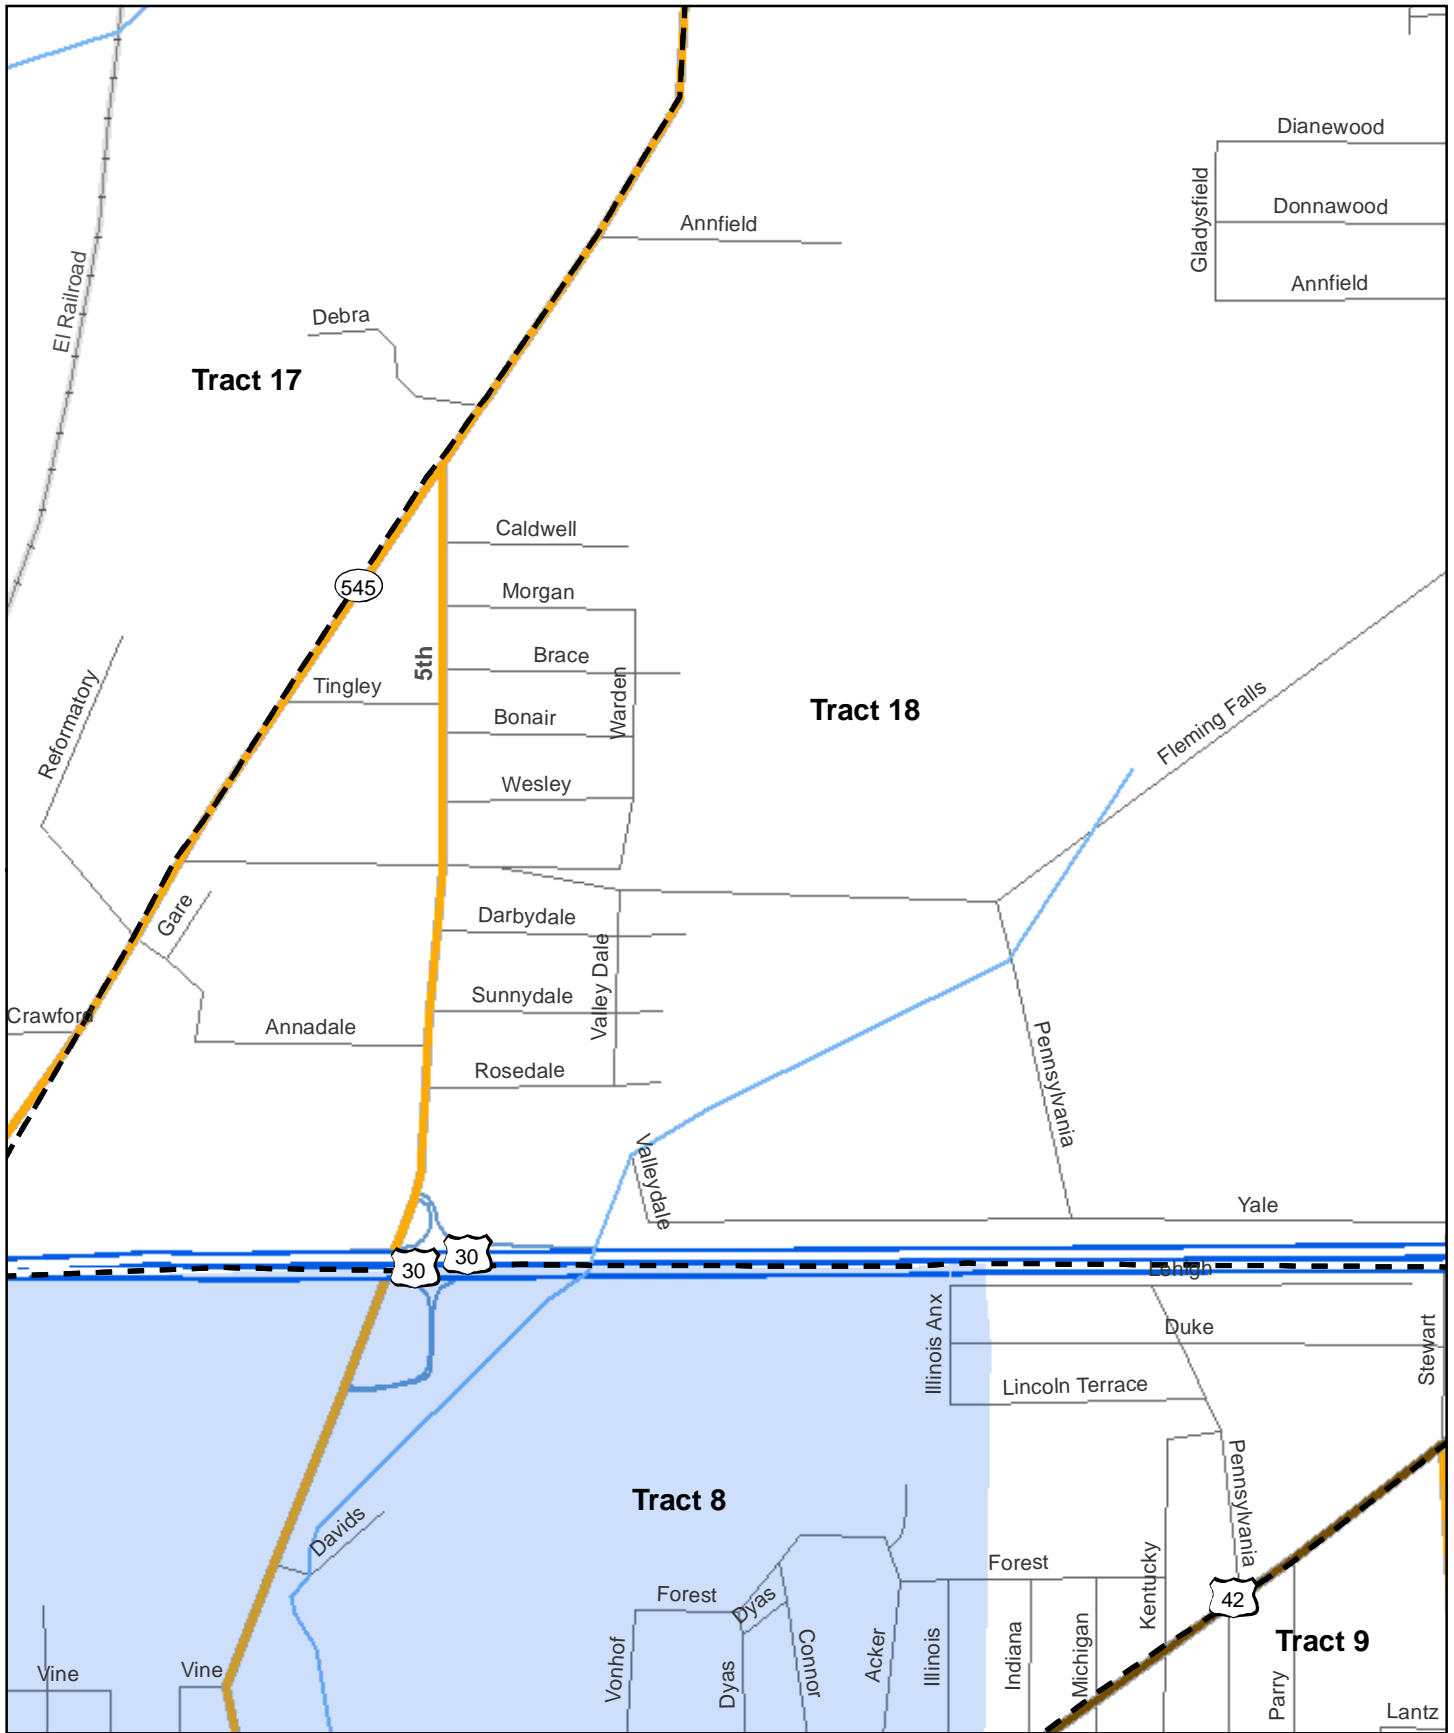 Dianewood
Donnawood
Gladysfield
Annfield
Annfield
El Railroad
Debra
Tract 17
Caldwell
545
Morgan
5th
Brace
Warden
Tingley
Reformatory
Tract 18
Bonair
Fleming Falls
Wesley
Gare
Darbydale
Valley Dale
Sunnydale
Crawford
Annadale
Pennsylvania
Rosedale
Valleydale
Yale
30
30
Lehigh
Illinois Anx
Duke
Stewart
Lincoln Terrace
Pennsylvania
Tract 8
Davids
Forest
Kentucky
Forest
Dyas
42
Vonhof
Dyas
Connor
Acker
Illinois
Indiana
Michigan
Tract 9
Parry
Vine
Vine
Lantz